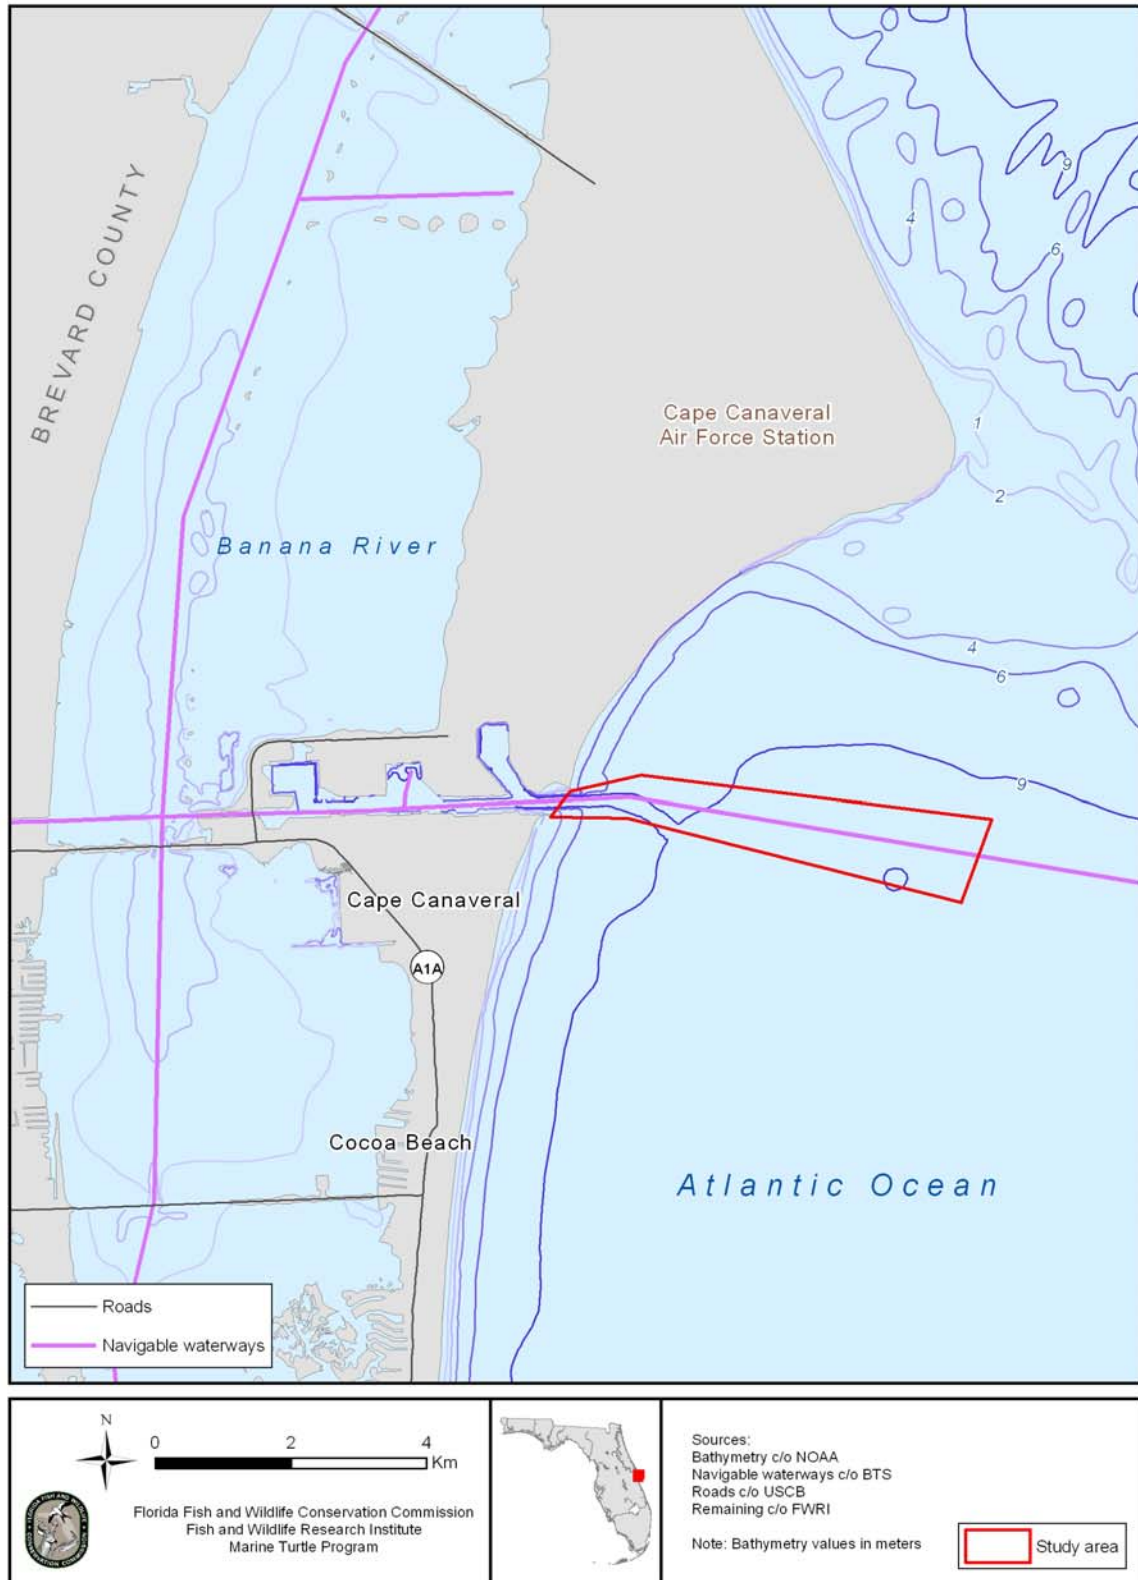 BREVARD COUNTY
9
4
6
Cape Canaveral
Air Force Station
1
2
Banana River
4
6
9
Cape Canaveral
A1A
Cocoa Beach
Atlantic Ocean
Roads
Navigable waterways
N
0 2 4
Km
Florida Fish and Wildlife Conservation Commission
Fish and Wildlife Research Institute
Marine Turtle Program
Sources:
Bathymetry c/o NOAA
Navigable waterways c/o BTS
Roads c/o USCB
Remaining c/o FWRI
Note: Bathymetry values in meters
Study area